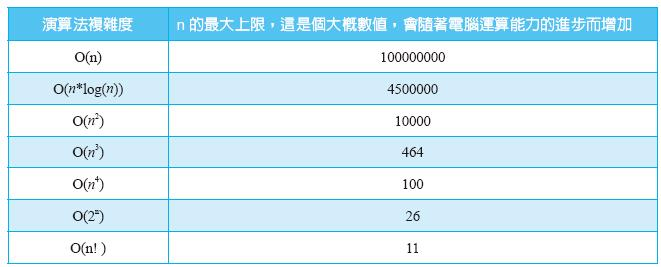 演算法複雜度 n 的最大上限，這是個大概數值，會隨著電腦運算能力的進步而增加
O(n) 100000000
O(n*log(n)) 4500000
O(n²) 10000
O(n³) 464
O(n⁴) 100
O(2ⁿ) 26
O(n! ) 11